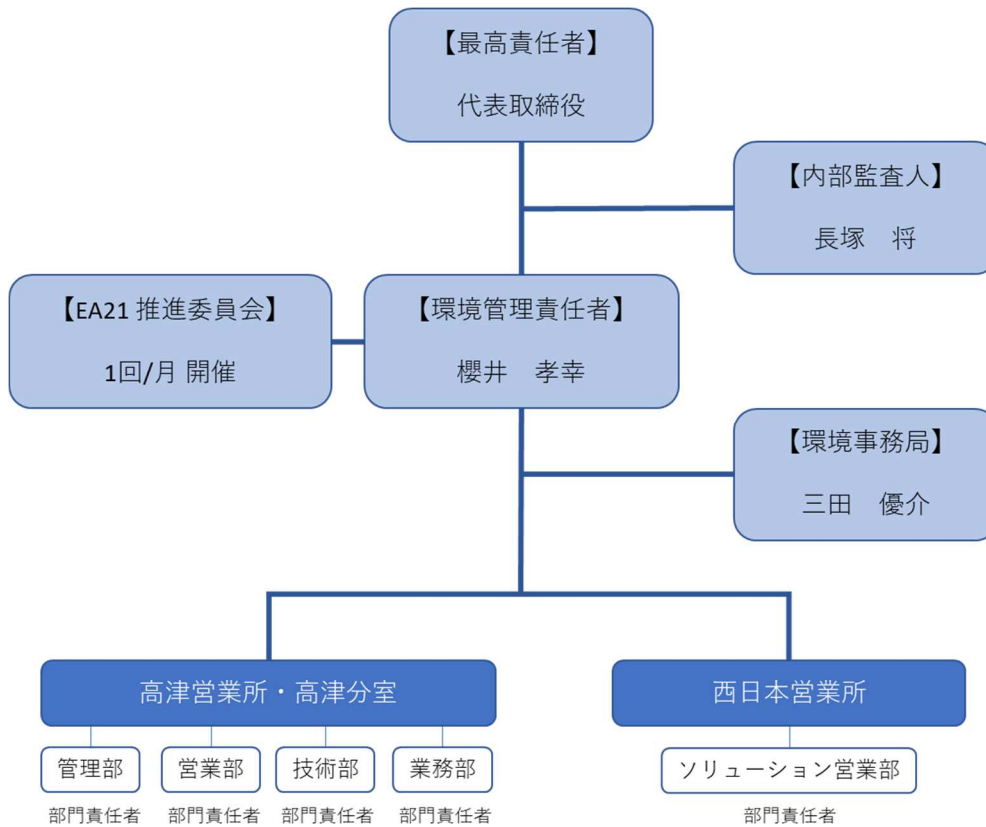 【最高責任者】
代表取締役
【内部監査人】
長塚　将
【EA21 推進委員会】
1回/月 開催
【環境管理責任者】
櫻井　孝幸
【環境事務局】
三田　優介
高津営業所・高津分室
西日本営業所
管理部
営業部
技術部
業務部
ソリューション営業部
部門責任者
部門責任者
部門責任者
部門責任者
部門責任者